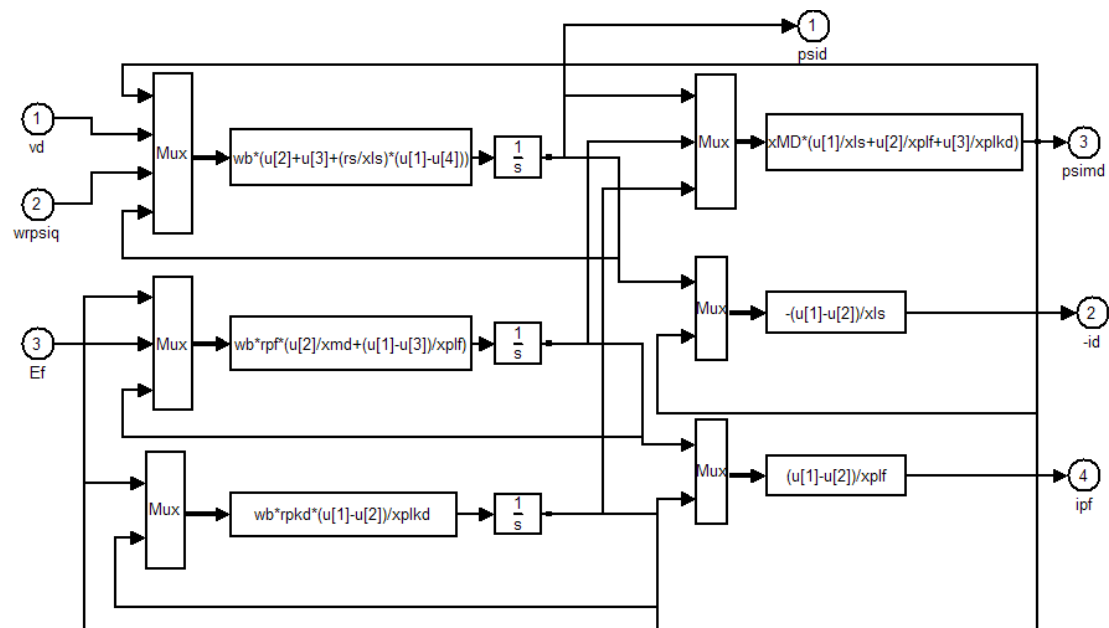 1
psid
1
vd
Mux
wb*(u[2]+u[3]+(rs/xls)*(u[1]-u[4]))
1
s
Mux
xMD*(u[1]/xls+u[2]/xplf+u[3]/xplkd)
3
psimd
2
wrpsiq
3
Ef
Mux
wb*rpf*(u[2]/xmd+(u[1]-u[3])/xplf)
1
s
Mux
-(u[1]-u[2])/xls
2
-id
Mux
wb*rpkd*(u[1]-u[2])/xplkd
1
s
Mux
(u[1]-u[2])/xplf
4
ipf